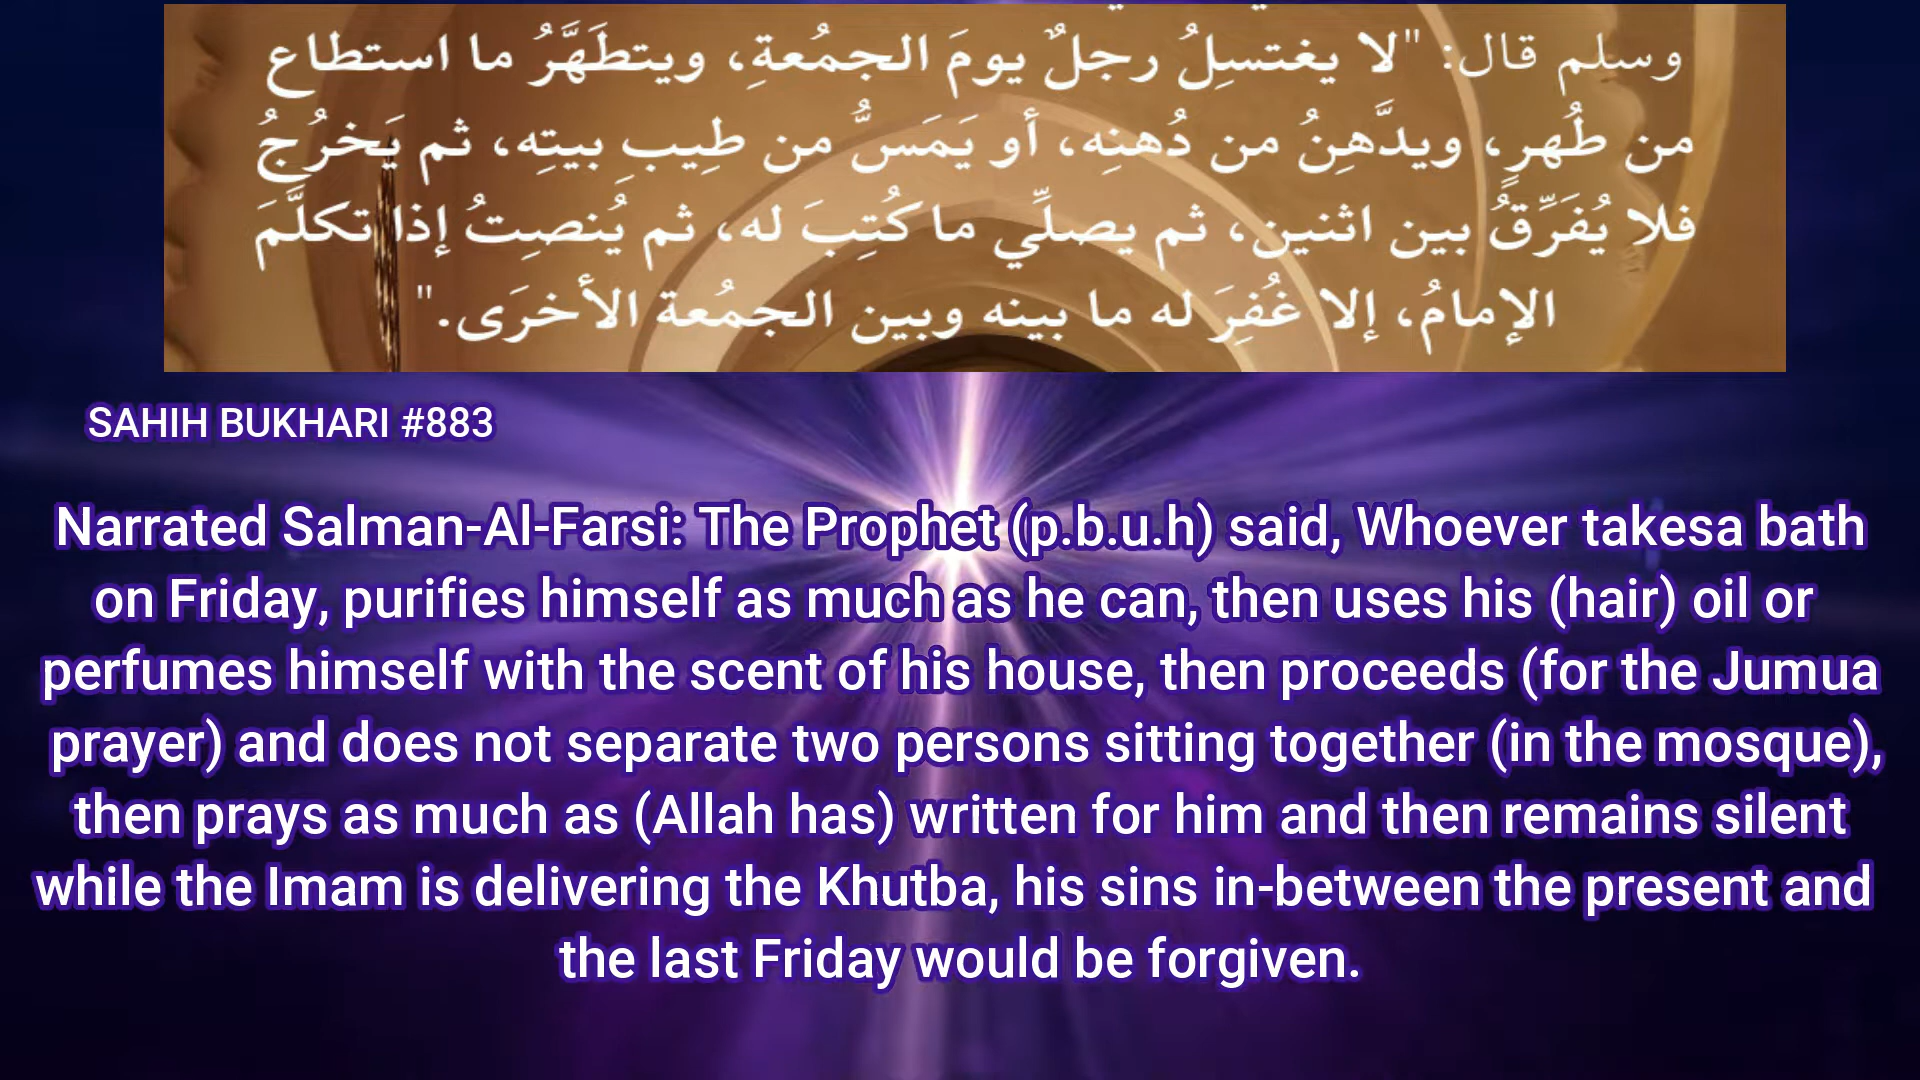 وسلم قال: "لا يغتسِلُ رجلٌ يومَ الجمُعةِ، ويتطَهَّرُ ما استطاع
من طُهرٍ، ويدَّهِنُ من دُهنِه، أو يَمَسُّ من طِيبِ بيتِه، ثم يَخرُجُ
فلا يُفَرِّقُ بين اثنين، ثم يصلِّي ما كُتِبَ له، ثم يُنصِتُ إذا تكلَّمَ
الإمامُ، إلا غُفِرَ له ما بينه وبين الجمُعة الأخرَى."
SAHIH BUKHARI #883
Narrated Salman-Al-Farsi: The Prophet (p.b.u.h) said, Whoever takesa bath
on Friday, purifies himself as much as he can, then uses his (hair) oil or
perfumes himself with the scent of his house, then proceeds (for the Jumua
prayer) and does not separate two persons sitting together (in the mosque),
then prays as much as (Allah has) written for him and then remains silent
while the Imam is delivering the Khutba, his sins in-between the present and
the last Friday would be forgiven.